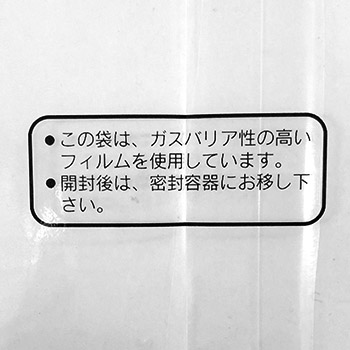 ●この袋は、ガスバリア性の高い
フィルムを使用しています。
●開封後は、密封容器にお移し下
さい。